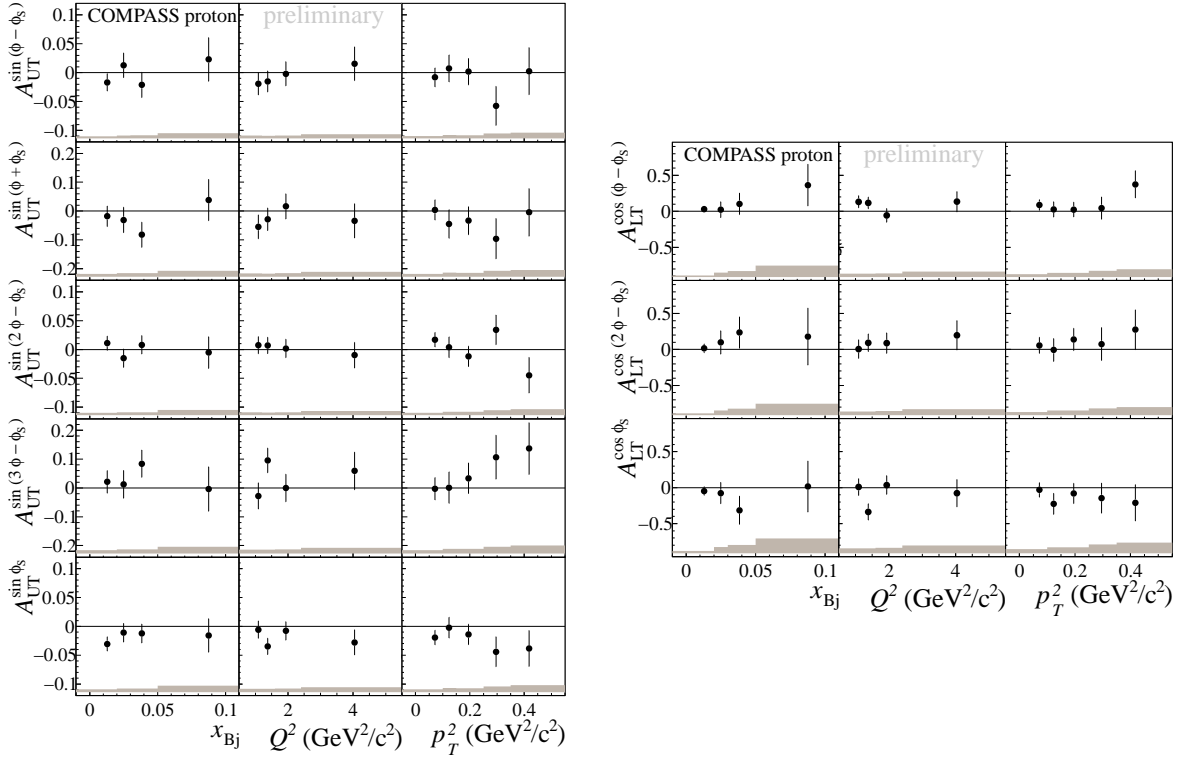 COMPASS proton preliminary
A_UT^sin (ϕ − ϕ_S)
0.1
0.05
0
−0.05
−0.1
A_UT^sin (ϕ + ϕ_S)
0.2
0.1
0
−0.1
−0.2
A_UT^sin (2 ϕ − ϕ_S)
0.1
0.05
0
−0.05
−0.1
A_UT^sin (3 ϕ − ϕ_S)
0.2
0.1
0
−0.1
−0.2
A_UT^sin ϕ_S
0.1
0.05
0
−0.05
−0.1
0 0.05 0.1 2 4 0 0.2 0.4
x_Bj Q² (GeV²/c²) p_T² (GeV²/c²)
COMPASS proton preliminary
A_LT^cos (ϕ − ϕ_S)
0.5
0
−0.5
A_LT^cos (2 ϕ − ϕ_S)
0.5
0
−0.5
A_LT^cos ϕ_S
0.5
0
−0.5
0 0.05 0.1 2 4 0 0.2 0.4
x_Bj Q² (GeV²/c²) p_T² (GeV²/c²)